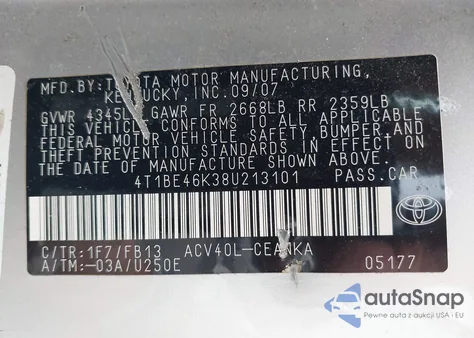 MFD.BY:TOYOTA MOTOR MANUFACTURING,
KENTUCKY, INC.09/07
GVWR 4345LB GAWR FR 2668LB RR 2359LB
THIS VEHICLE CONFORMS TO ALL APPLICABLE
FEDERAL MOTOR VEHICLE SAFETY,BUMPER,AND
THEFT PREVENTION STANDARDS IN EFFECT ON
THE DATE OF MANUFACTURE SHOWN ABOVE.
4T1BE46K38U213101 PASS.CAR
C/TR:1F7/FB13 ACV40L-CEANKA
A/TM:-03A/U250E 05177
TOYOTA
autoSnap
Pewne auta z aukcji USA i EU